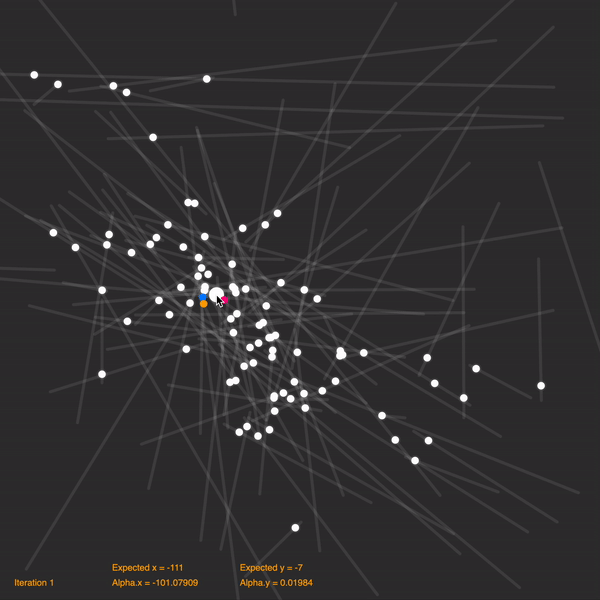 Expected x = -111 Expected y = -7
Iteration 1 Alpha.x = -101.07909 Alpha.y = 0.01984